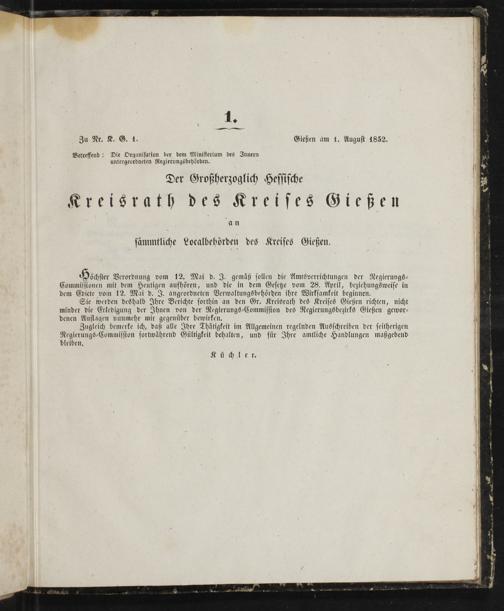 1.
Zu Nr. K. G. 1.
Gießen am 1. August 1852.
Betreffend: Die Organisation der dem Ministerium des Innern
untergeordneten Regierungsbehörden.
Der Großherzoglich Hessische
Kreisrath des Kreises Gießen
an
sämmtliche Localbehörden des Kreises Gießen.
Höchster Verordnung vom 12. Mai d. J. gemäß sollen die Amtsverrichtungen der Regierungs-
Commissionen mit dem Heutigen aufhören, und die in dem Gesetze vom 28. April, beziehungsweise in
dem Edicte vom 12. Mai d. J. angeordneten Verwaltungsbehörden ihre Wirksamkeit beginnen.
Sie werden deshalb Ihre Berichte forthin an den Gr. Kreisrath des Kreises Gießen richten, nicht
minder die Erledigung der Ihnen von der Regierungs-Commission des Regierungsbezirks Gießen gewor-
denen Auflagen nunmehr mir gegenüber bewirken.
Zugleich bemerke ich, daß alle Ihre Thätigkeit im Allgemeinen regelnden Ausschreiben der seitherigen
Regierungs-Commission fortwährend Gültigkeit behalten, und für Ihre amtliche Handlungen maßgebend
bleiben.
Küchler.